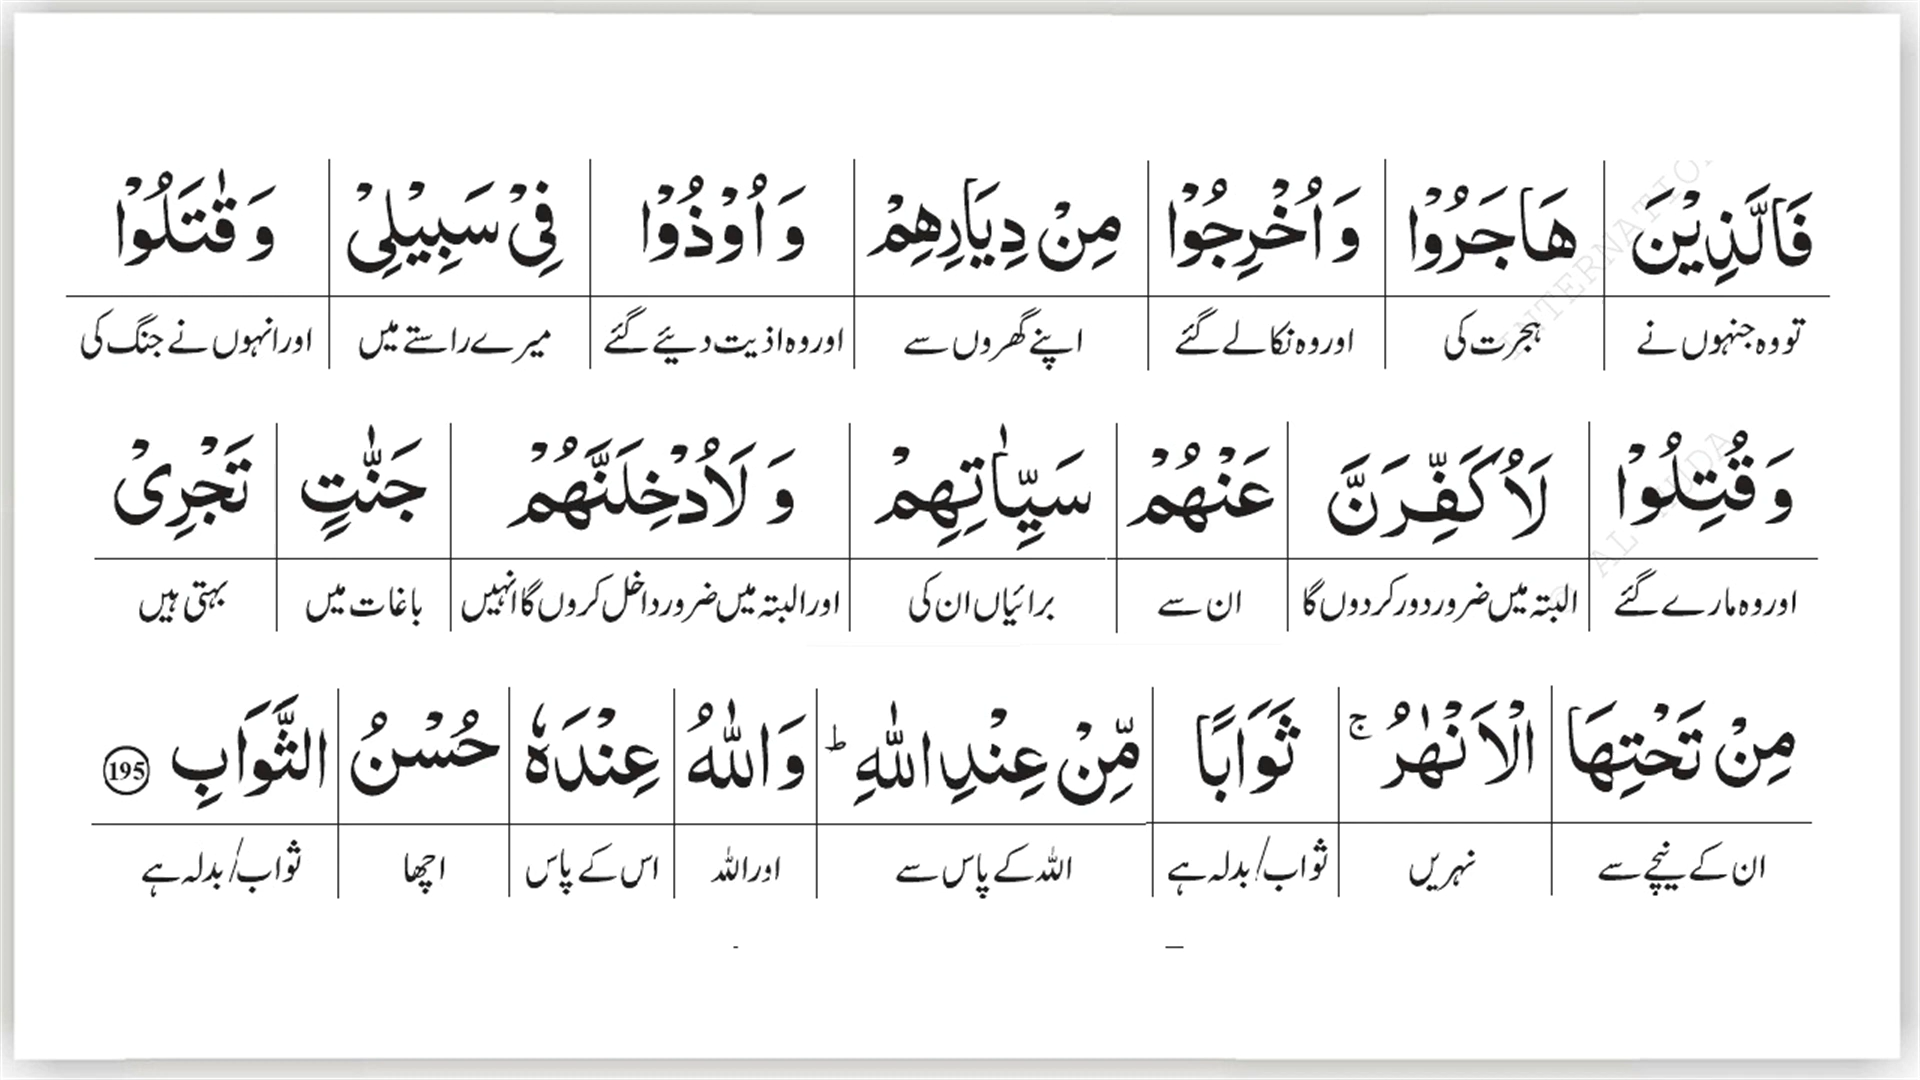 فَالَّذِيْنَ هَاجَرُوْا وَ اُخْرِجُوْا مِنْ دِيَارِهِمْ وَ اُوْذُوْا فِيْ سَبِيْلِيْ وَ قٰتَلُوْا
تو وہ جنہوں نے ہجرت کی اور وہ نکالے گئے اپنے گھروں سے اور وہ اذیت دیئے گئے میرے راستے میں اور انہوں نے جنگ کی
وَ قُتِلُوْا لَاُكَفِّرَنَّ عَنْهُمْ سَيِّاٰتِهِمْ وَ لَاُدْخِلَنَّهُمْ جَنّٰتٍ تَجْرِيْ
اور وہ مارے گئے البتہ میں ضرور دور کردوں گا ان سے برائیاں ان کی اور البتہ میں ضرور داخل کروں گا انہیں باغات میں بہتی ہیں
مِنْ تَحْتِهَا الْاَنْهٰرُ ۚ ثَوَابًا مِّنْ عِنْدِ اللّٰهِ ؕ وَ اللّٰهُ عِنْدَهٗ حُسْنُ الثَّوَابِ 195
ان کے نیچے سے نہریں ثواب/ بدلہ ہے اللہ کے پاس سے اور اللہ اس کے پاس اچھا ثواب/ بدلہ ہے